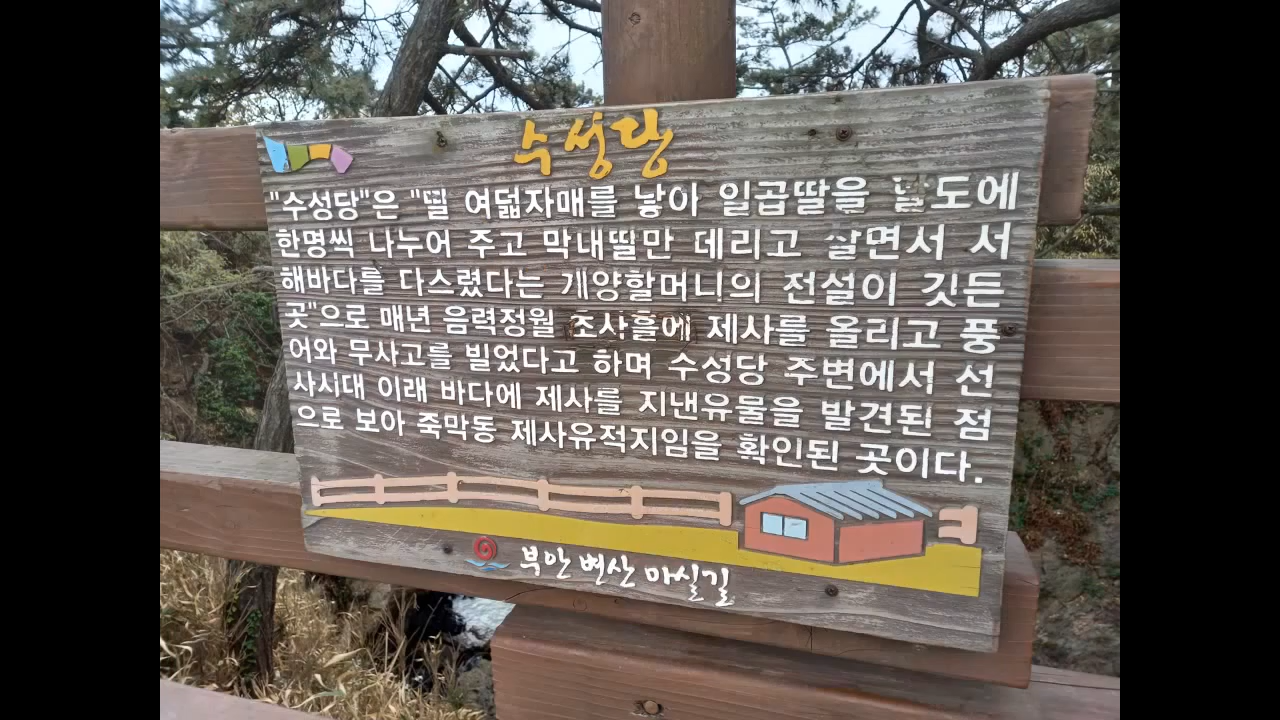 수성당
"수성당"은 "딸 여덟자매를 낳아 일곱딸을 팔도에
한명씩 나누어 주고 막내딸만 데리고 살면서 서
해바다를 다스렸다는 개양할머니의 전설이 깃든
곳"으로 매년 음력정월 초사흘에 제사를 올리고 풍
어와 무사고를 빌었다고 하며 수성당 주변에서 선
사시대 이래 바다에 제사를 지낸유물을 발견된 점
으로 보아 죽막동 제사유적지임을 확인된 곳이다.
부안 변산 마실길